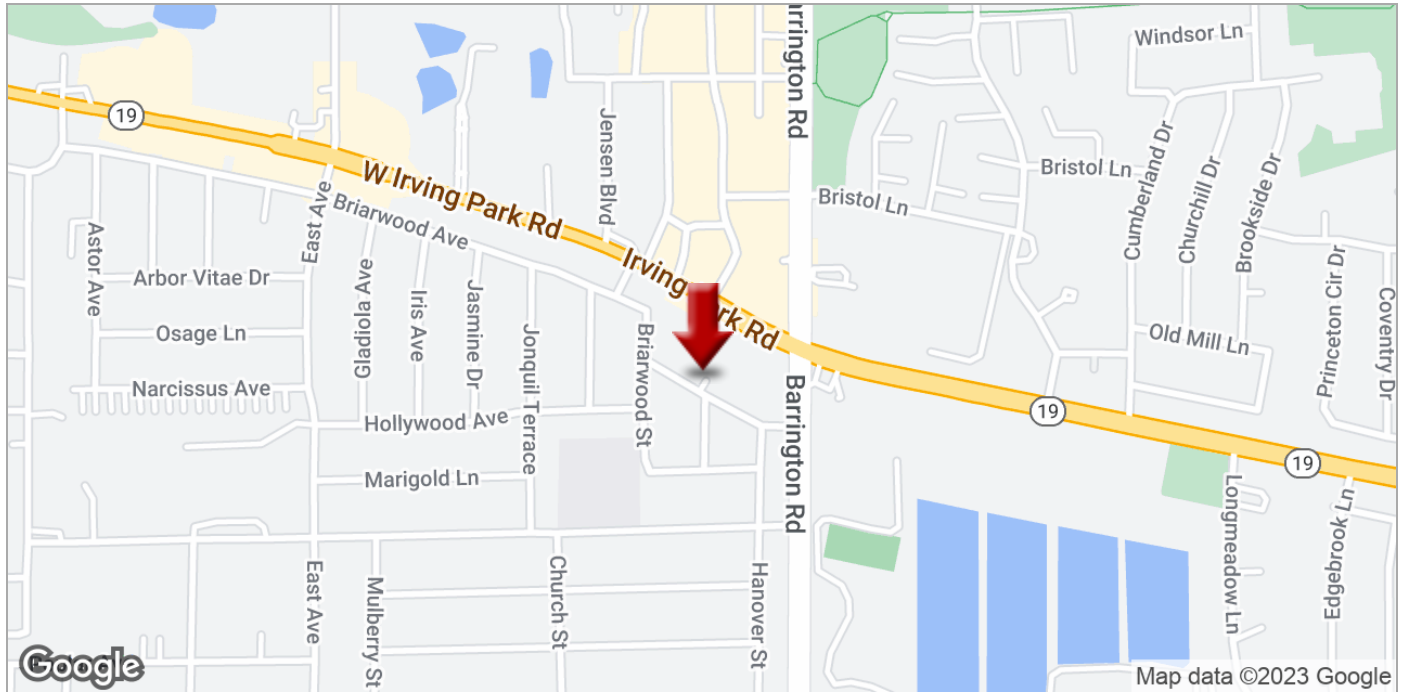 arrington Rd
Windsor Ln
19
Jensen Blvd
Cumberland Dr
Churchill Dr
Brookside Dr
Bristol Ln
W Irving Park Rd
East Ave
Briarwood Ave
Bristol Ln
Astor Ave
Arbor Vitae Dr
Irving
rk Rd
Gladiola Ave
Iris Ave
Jasmine Dr
Princeton Cir Dr
Coventry Dr
Osage Ln
Jonquil Terrace
Briarwood St
Old Mill Ln
Narcissus Ave
Barrington Rd
Hollywood Ave
19
Marigold Ln
19
Longmeadow Ln
Edgebrook Ln
East Ave
Mulberry St
Church St
Hanover St
Google
Map data ©2023 Google